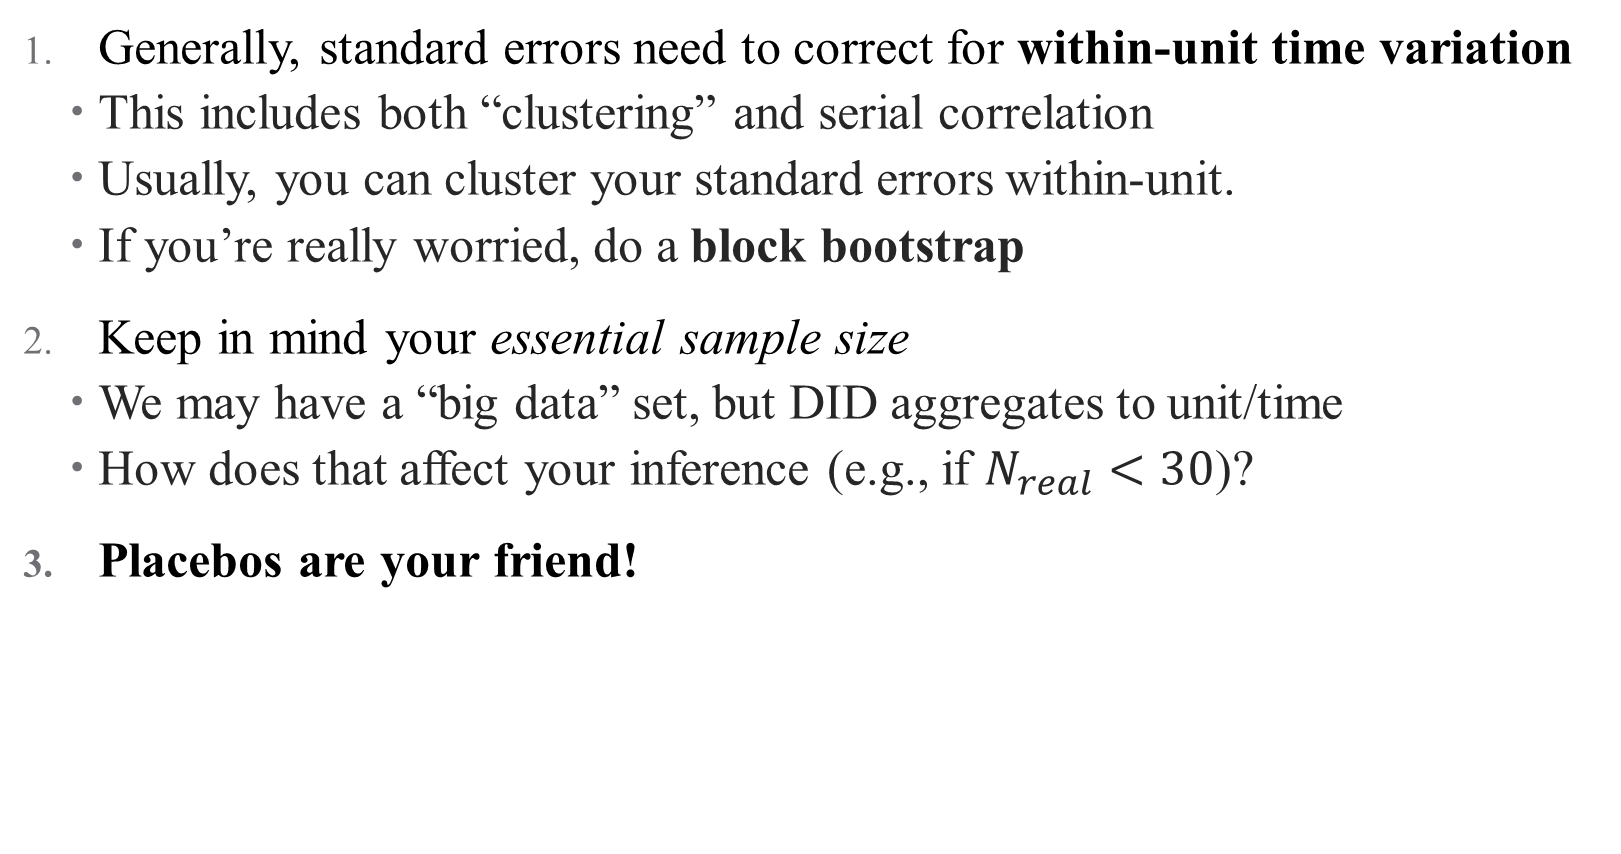 1. Generally, standard errors need to correct for within-unit time variation
• This includes both “clustering” and serial correlation
• Usually, you can cluster your standard errors within-unit.
• If you’re really worried, do a block bootstrap
2. Keep in mind your essential sample size
• We may have a “big data” set, but DID aggregates to unit/time
• How does that affect your inference (e.g., if N_real < 30)?
3. Placebos are your friend!